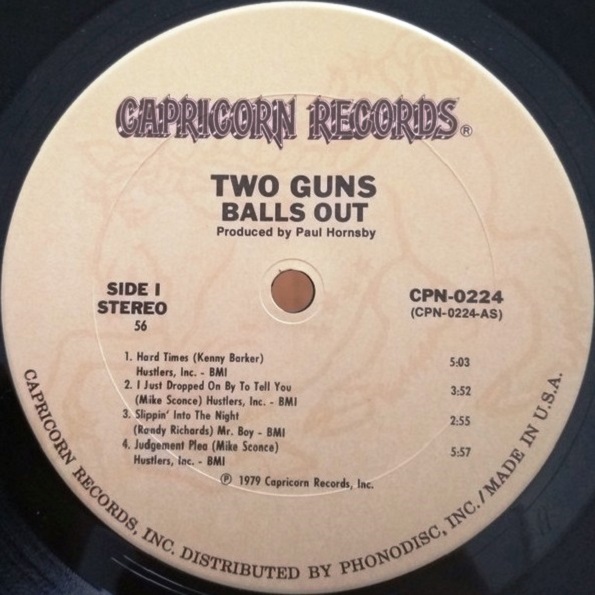 CAPRICORN RECORDS®
TWO GUNS
BALLS OUT
Produced by Paul Hornsby
SIDE I
STEREO
56
CPN-0224
(CPN-0224-AS)
1. Hard Times (Kenny Barker) 5:03
Hustlers, Inc. - BMI
2. I Just Dropped On By To Tell You 3:52
(Mike Sconce) Hustlers, Inc. - BMI
3. Slippin' Into The Night 2:55
(Randy Richards) Mr. Boy - BMI
4. Judgement Plea (Mike Sconce) 5:57
Hustlers, Inc. - BMI
℗ 1979 Capricorn Records, Inc.
CAPRICORN RECORDS, INC. DISTRIBUTED BY PHONODISC, INC./MADE IN U.S.A.